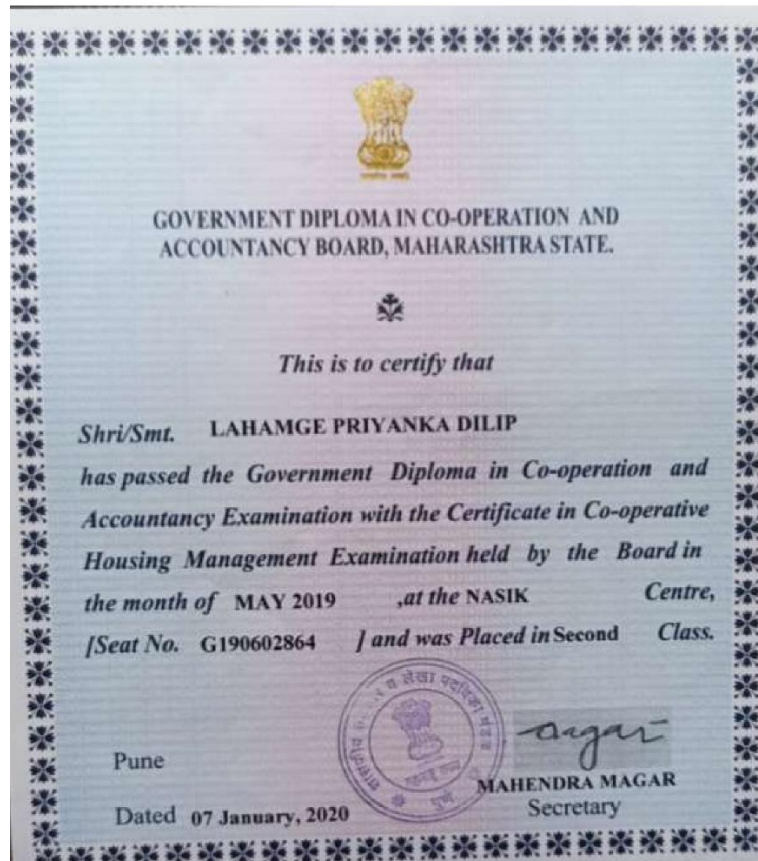 GOVERNMENT DIPLOMA IN CO-OPERATION AND
ACCOUNTANCY BOARD, MAHARASHTRA STATE.
This is to certify that
Shri/Smt. LAHAMGE PRIYANKA DILIP
has passed the Government Diploma in Co-operation and
Accountancy Examination with the Certificate in Co-operative
Housing Management Examination held by the Board in
the month of MAY 2019 ,at the NASIK Centre,
[Seat No. G190602864 ] and was Placed in Second Class.
व लेखा पदविका मंडळ
पुणे
Magar
Pune
MAHENDRA MAGAR
Secretary
Dated 07 January, 2020